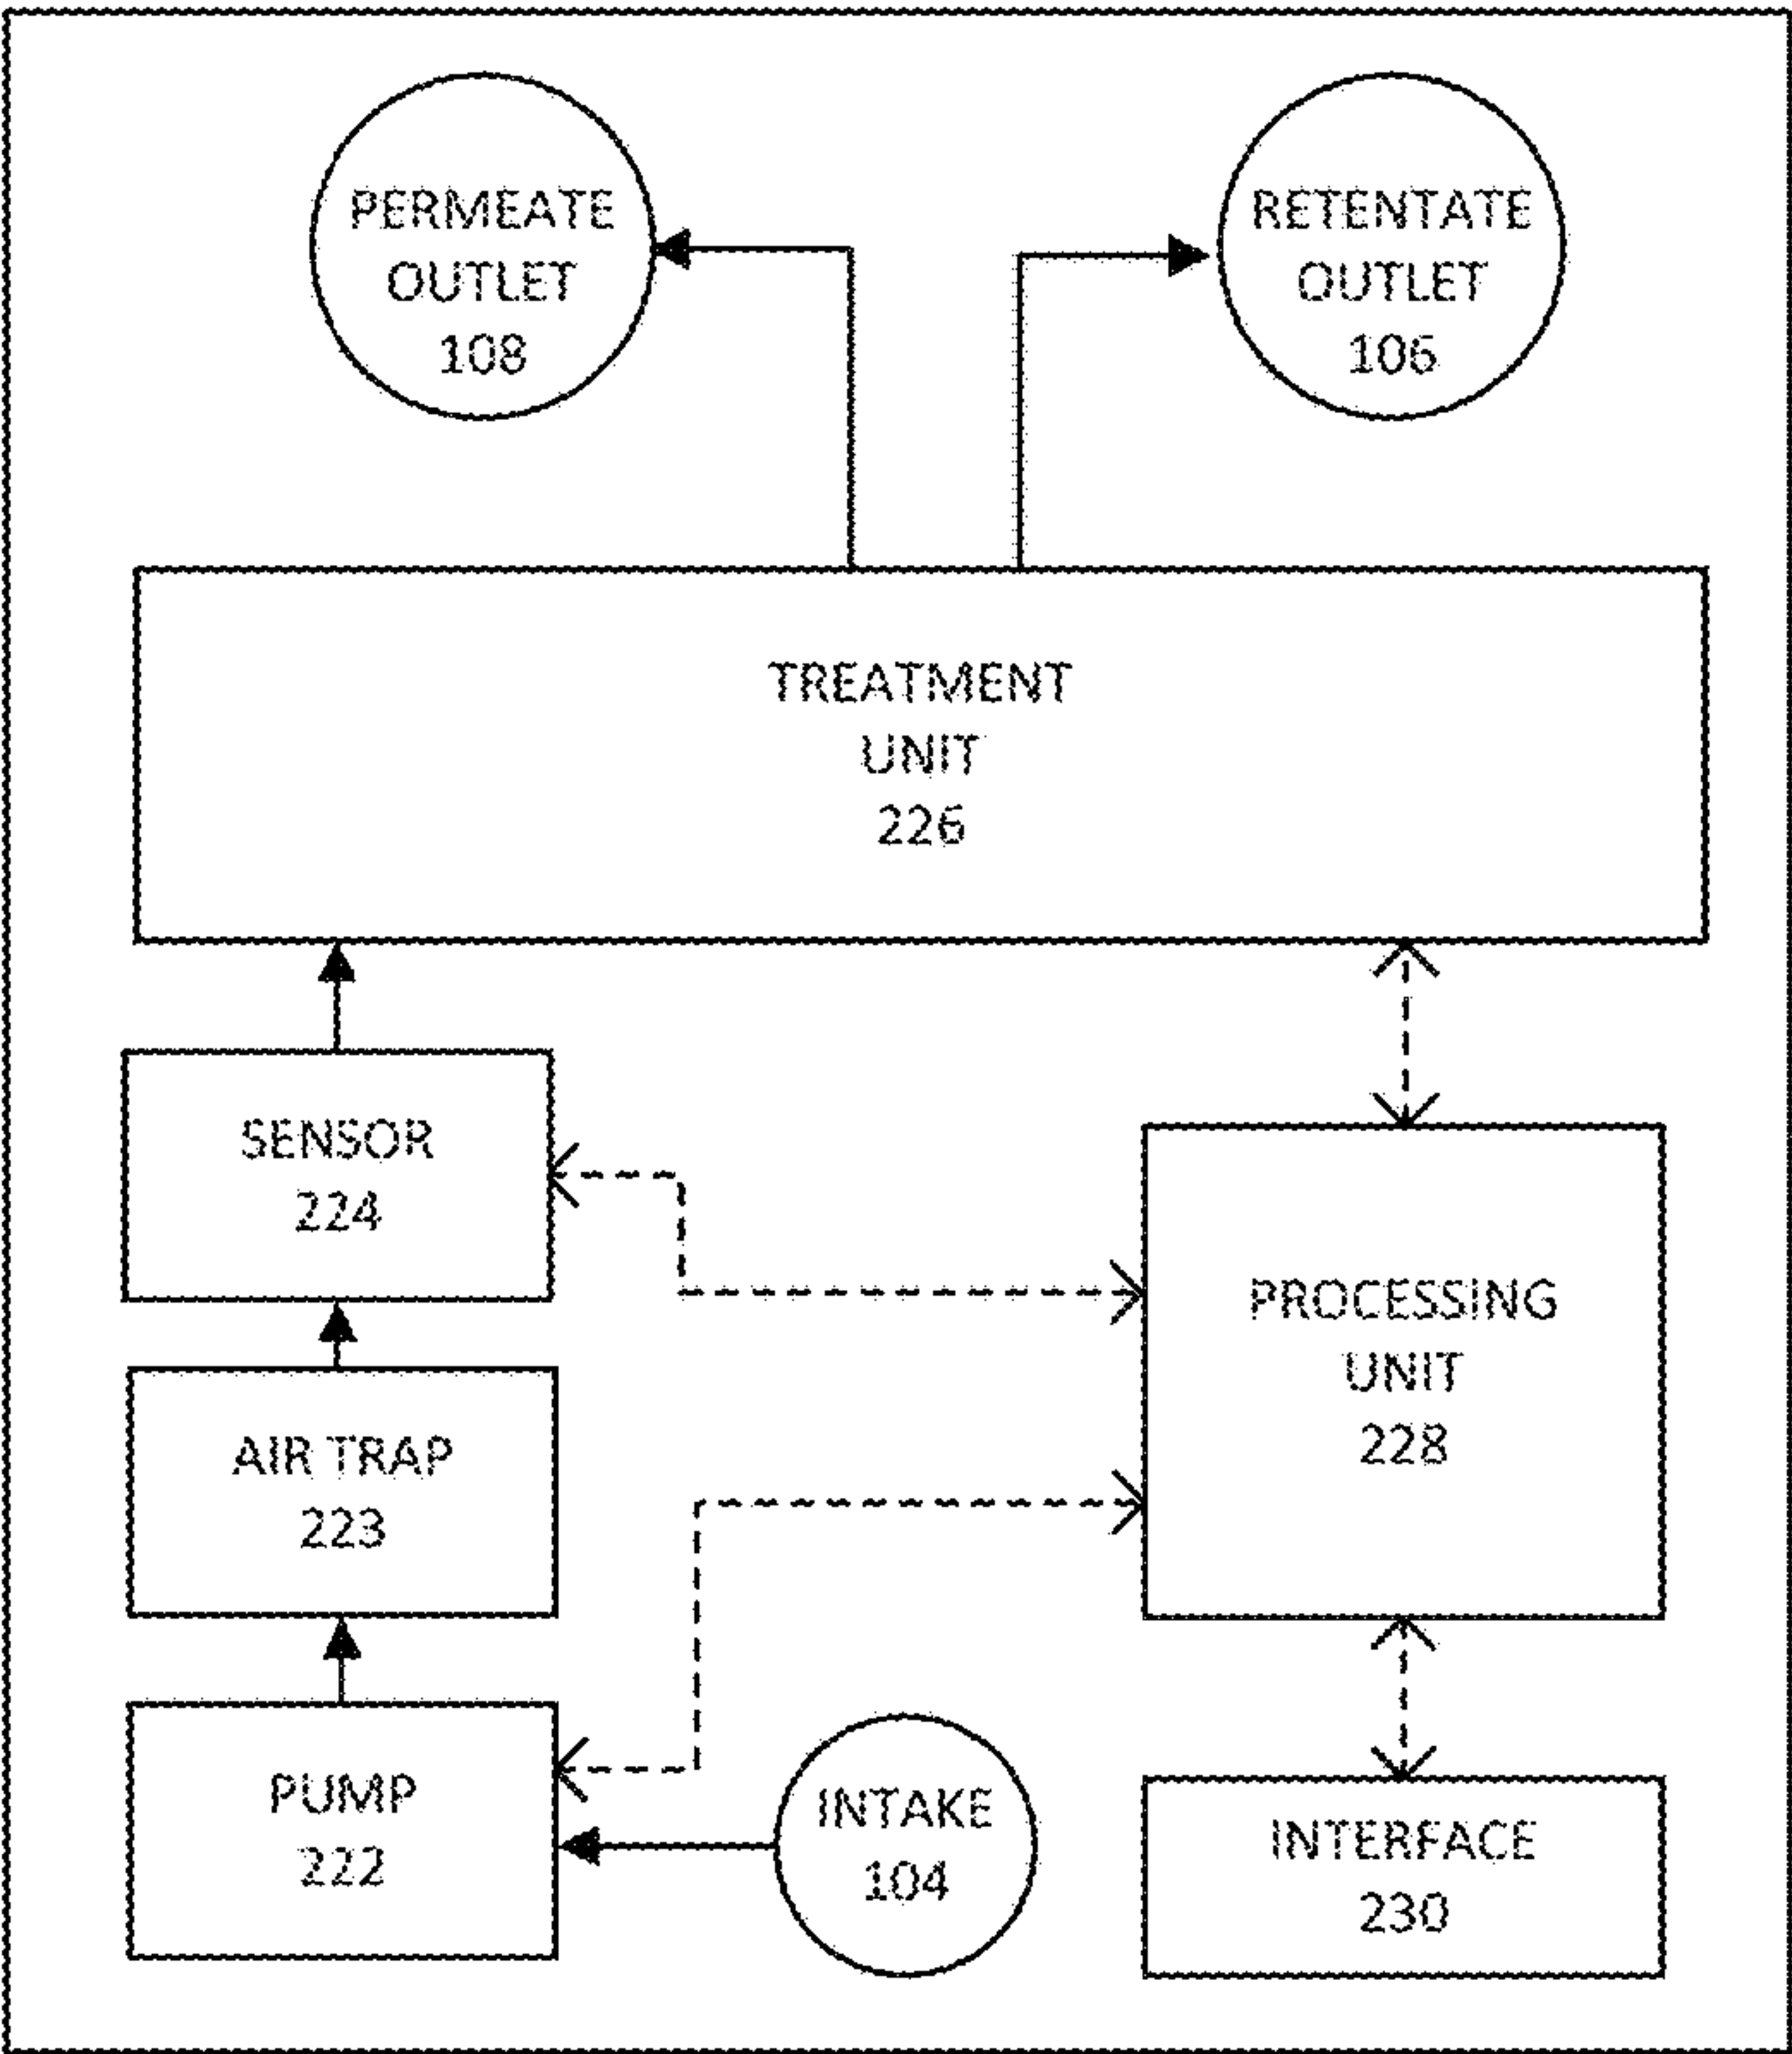 PERMEATE
OUTLET
108
RETENTATE
OUTLET
106
TREATMENT
UNIT
226
SENSOR
224
PROCESSING
UNIT
228
AIR TRAP
223
PUMP
222
INTAKE
104
INTERFACE
230